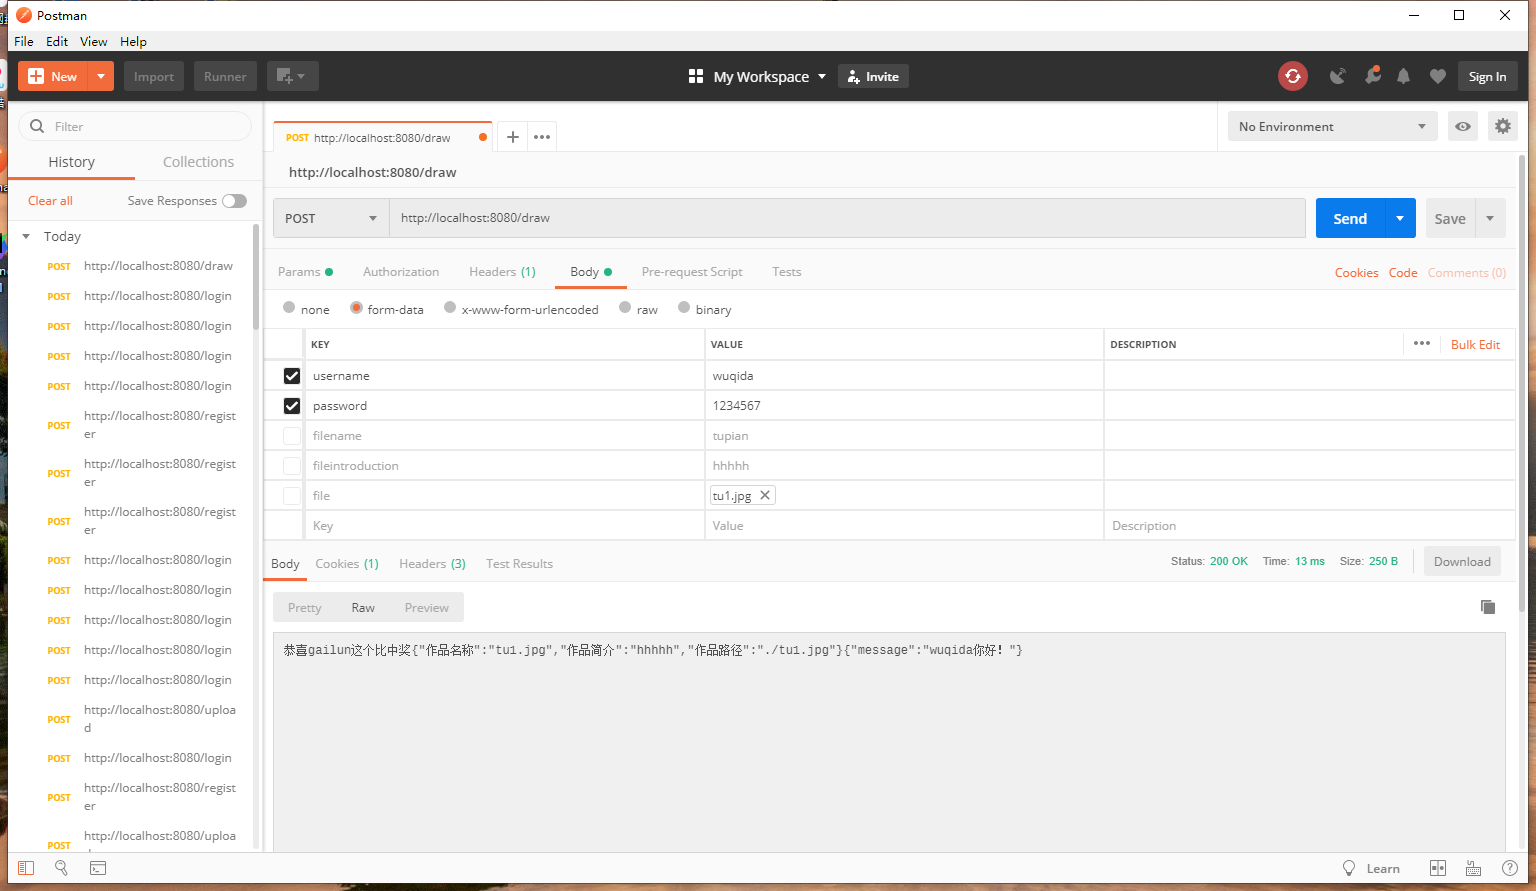 Postman
File Edit View Help
New Import Runner My Workspace Invite Sign In
Filter
History Collections
Clear all Save Responses
Today
POST http://localhost:8080/draw
POST http://localhost:8080/login
POST http://localhost:8080/login
POST http://localhost:8080/login
POST http://localhost:8080/login
POST http://localhost:8080/regist
er
POST http://localhost:8080/regist
er
POST http://localhost:8080/regist
er
POST http://localhost:8080/login
POST http://localhost:8080/login
POST http://localhost:8080/login
POST http://localhost:8080/login
POST http://localhost:8080/login
POST http://localhost:8080/uploa
d
POST http://localhost:8080/login
POST http://localhost:8080/regist
er
POST http://localhost:8080/uploa
POST http://localhost:8080/draw
No Environment
http://localhost:8080/draw
POST http://localhost:8080/draw Send Save
Params Authorization Headers (1) Body Pre-request Script Tests Cookies Code Comments (0)
none form-data x-www-form-urlencoded raw binary
KEY VALUE DESCRIPTION Bulk Edit
username wuqida
password 1234567
filename tupian
fileintroduction hhhhh
file tu1.jpg
Key Value Description
Body Cookies (1) Headers (3) Test Results Status: 200 OK Time: 13 ms Size: 250 B Download
Pretty Raw Preview
恭喜gailun这个比中奖{"作品名称":"tu1.jpg","作品简介":"hhhhh","作品路径":"./tu1.jpg"}{"message":"wuqida你好！"}
Learn